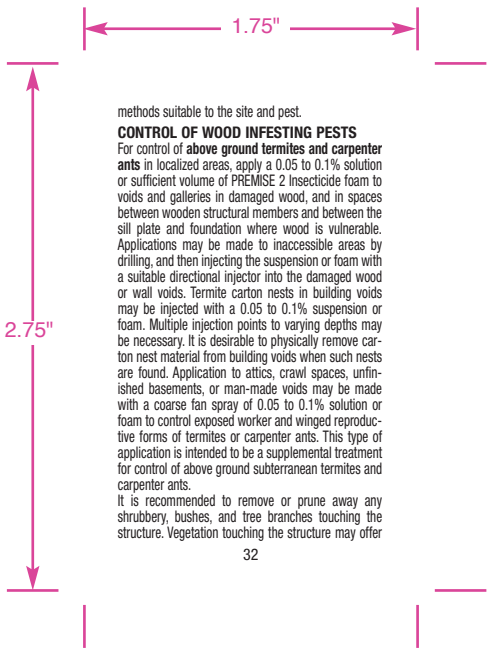 1.75"
methods suitable to the site and pest.
CONTROL OF WOOD INFESTING PESTS
For control of above ground termites and carpenter
ants in localized areas, apply a 0.05 to 0.1% solution
or sufficient volume of PREMISE 2 Insecticide foam to
voids and galleries in damaged wood, and in spaces
between wooden structural members and between the
sill plate and foundation where wood is vulnerable.
Applications may be made to inaccessible areas by
drilling, and then injecting the suspension or foam with
a suitable directional injector into the damaged wood
or wall voids. Termite carton nests in building voids
may be injected with a 0.05 to 0.1% suspension or
foam. Multiple injection points to varying depths may
be necessary. It is desirable to physically remove car-
ton nest material from building voids when such nests
are found. Application to attics, crawl spaces, unfin-
ished basements, or man-made voids may be made
with a coarse fan spray of 0.05 to 0.1% solution or
foam to control exposed worker and winged reproduc-
tive forms of termites or carpenter ants. This type of
application is intended to be a supplemental treatment
for control of above ground subterranean termites and
carpenter ants.
It is recommended to remove or prune away any
shrubbery, bushes, and tree branches touching the
structure. Vegetation touching the structure may offer
32
2.75"